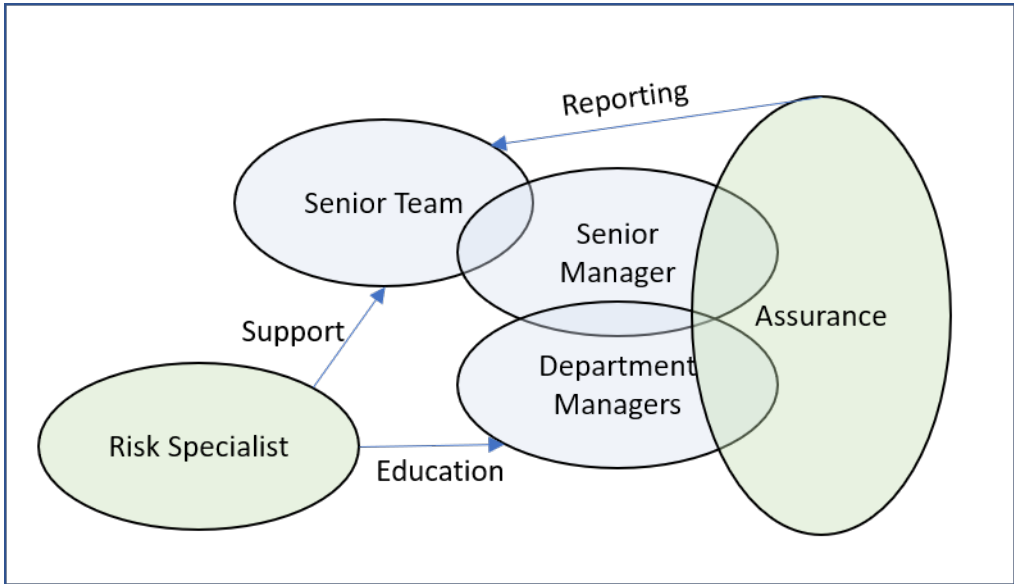 Reporting
Senior Team
Senior
Manager
Assurance
Support
Department
Managers
Risk Specialist
Education